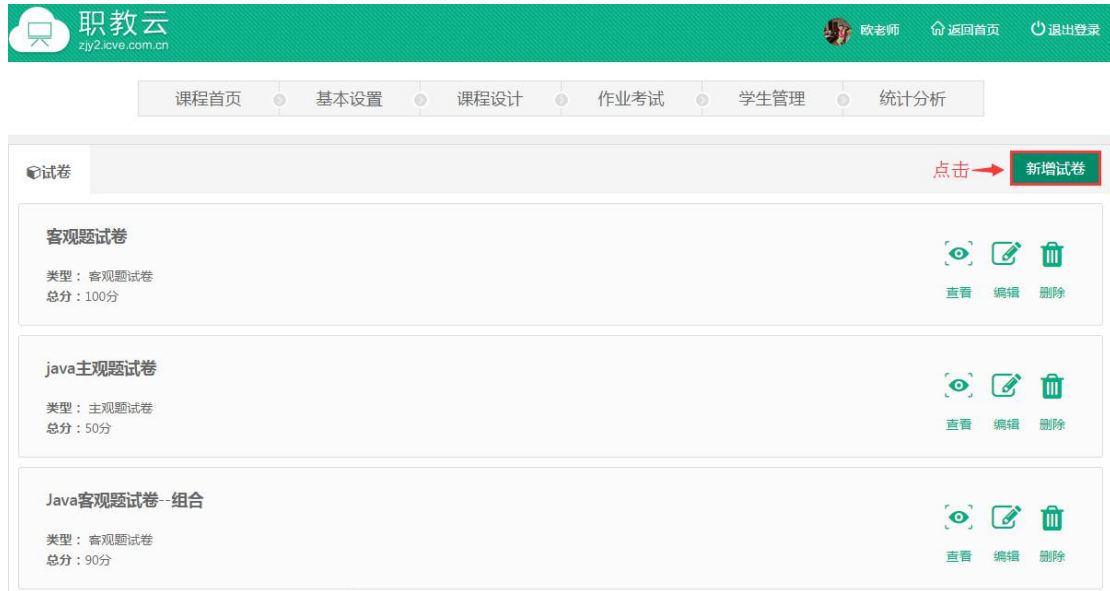 职教云
zjy2.icve.com.cn
欧老师 返回首页 退出登录
课程首页 基本设置 课程设计 作业考试 学生管理 统计分析
试卷 点击 新增试卷
客观题试卷
类型： 客观题试卷
总分：100分
查看 编辑 删除
java主观题试卷
类型： 主观题试卷
总分：50分
查看 编辑 删除
Java客观题试卷--组合
类型： 客观题试卷
总分：90分
查看 编辑 删除